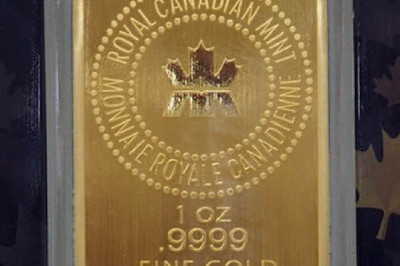 ROYAL CANADIAN MINT
MONNAIE ROYALE CANADIENNE
1 OZ
.9999
FINE GOLD